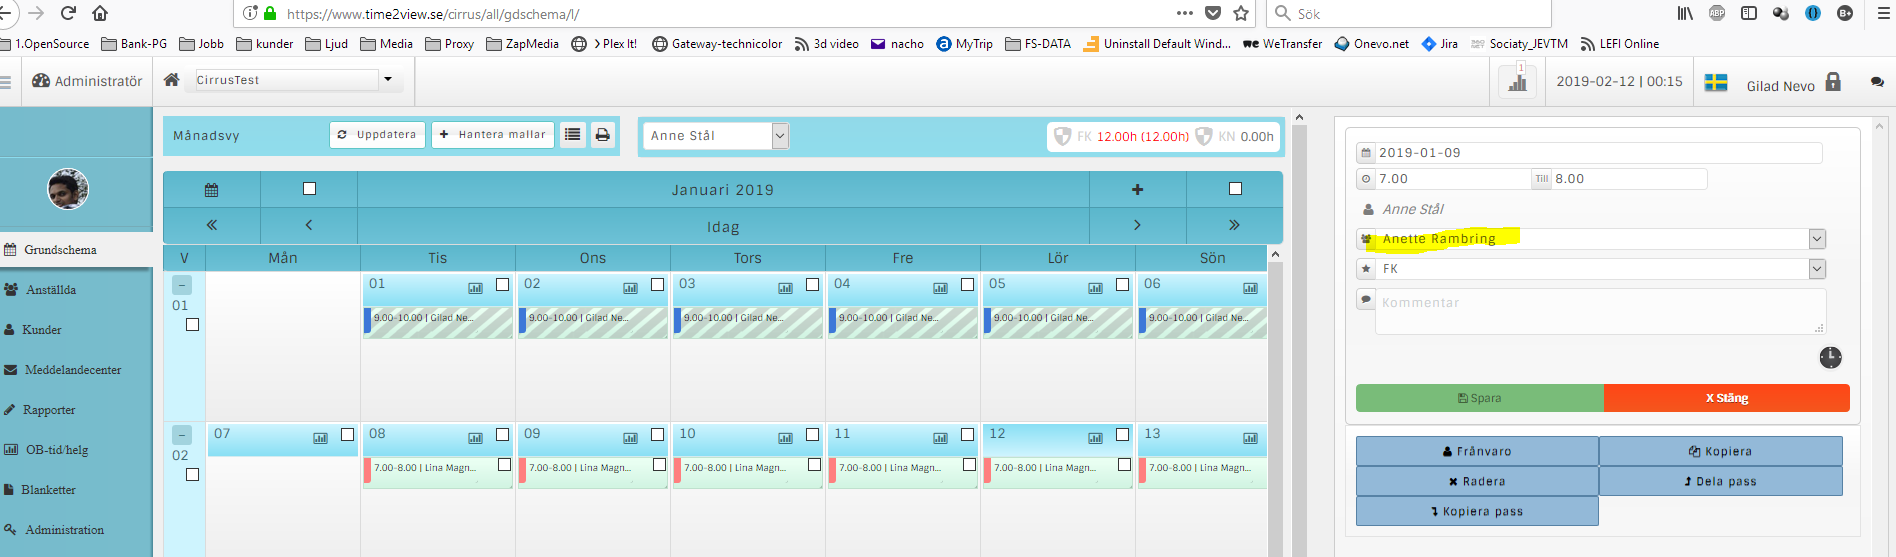 https://www.time2view.se/cirrus/all/gdschema/l/
Sök
ABP
B+
1.OpenSource Bank-PG Jobb kunder Ljud Media Proxy ZapMedia > Plex It! Gateway-technicolor 3d video nacho MyTrip FS-DATA Uninstall Default Wind... WeTransfer Onevo.net Jira Sociaty_JEVTM LEFI Online
Administratör
CirrusTest
1
2019-02-12 | 00:15
Gilad Nevo
Månadsvy
Uppdatera
+ Hantera mallar
Anne Stål
FK 12.00h (12.00h) KN 0.00h
Januari 2019
Idag
V Mån Tis Ons Tors Fre Lör Sön
01
01 02 03 04 05 06
9.00-10.00 | Gilad Ne... 9.00-10.00 | Gilad Ne... 9.00-10.00 | Gilad Ne... 9.00-10.00 | Gilad Ne... 9.00-10.00 | Gilad Ne... 9.00-10.00 | Gilad Ne...
02
07 08 09 10 11 12 13
7.00-8.00 | Lina Magn... 7.00-8.00 | Lina Magn... 7.00-8.00 | Lina Magn... 7.00-8.00 | Lina Magn... 7.00-8.00 | Lina Magn... 7.00-8.00 | Lina Magn
Grundschema
Anställda
Kunder
Meddelandecenter
Rapporter
OB-tid/helg
Blanketter
Administration
2019-01-09
7.00 Till 8.00
Anne Stål
Anette Rambring
FK
Kommentar
Spara
X Stäng
Frånvaro
Kopiera
Radera
Dela pass
Kopiera pass